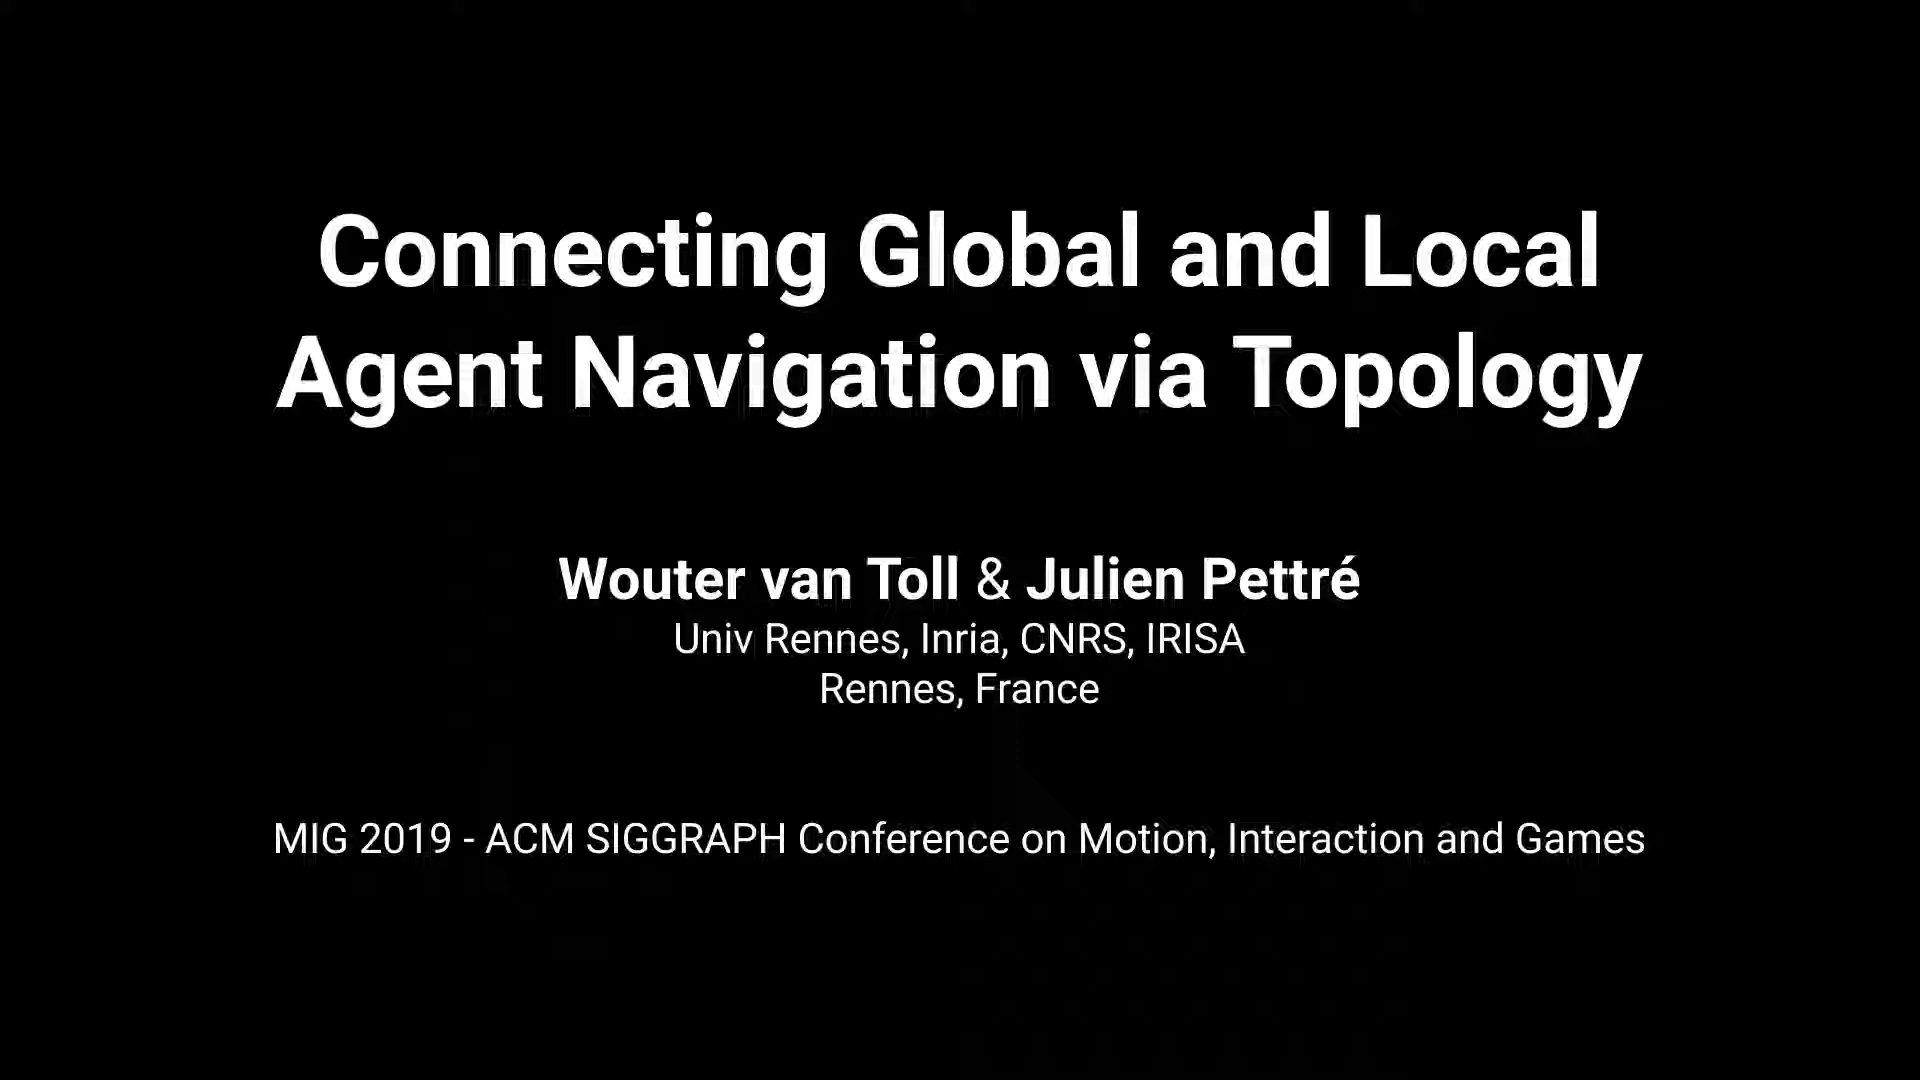 Connecting Global and Local
Agent Navigation via Topology
Wouter van Toll & Julien Pettré
Univ Rennes, Inria, CNRS, IRISA
Rennes, France
MIG 2019 - ACM SIGGRAPH Conference on Motion, Interaction and Games